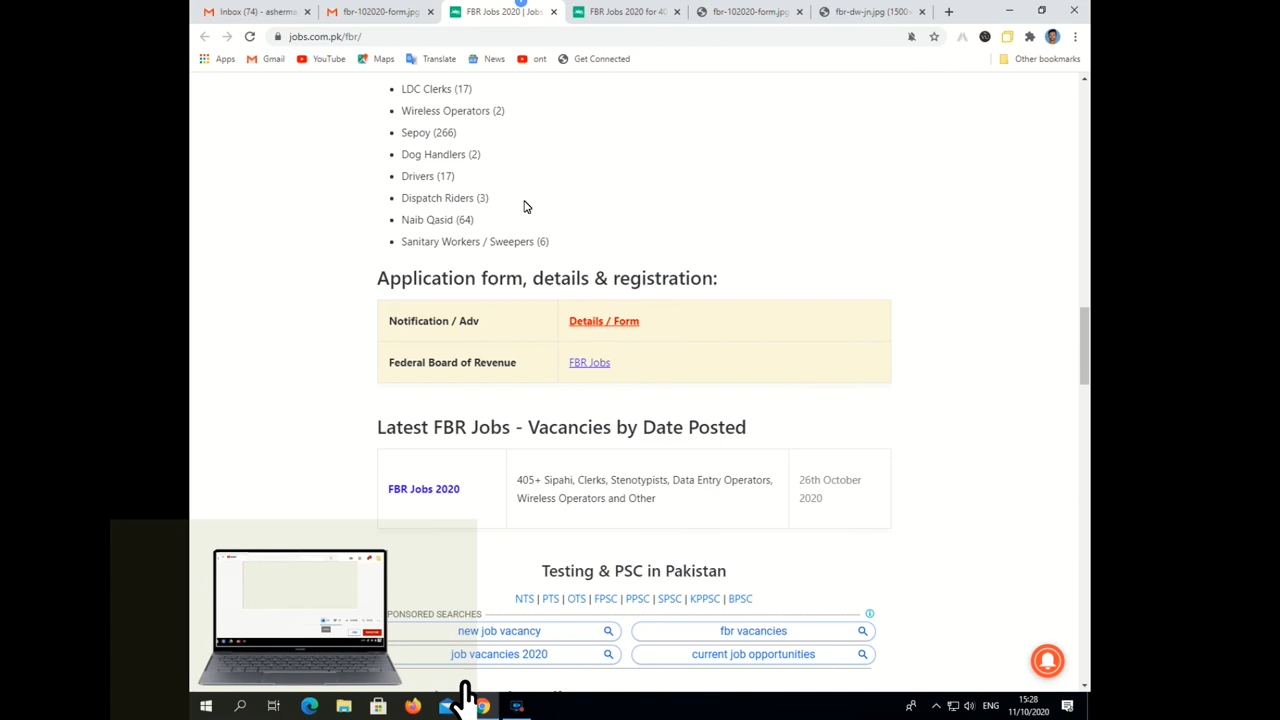 Inbox (74) - asherma
fbr-102020-form.jpg
FBR Jobs 2020 | Jobs
FBR Jobs 2020 for 40
fbr-102020-form.jpg
fbr-dw-jn.jpg (1500×
jobs.com.pk/fbr/
Apps
Gmail
YouTube
Maps
Translate
News
ont
Get Connected
Other bookmarks
LDC Clerks (17)
Wireless Operators (2)
Sepoy (266)
Dog Handlers (2)
Drivers (17)
Dispatch Riders (3)
Naib Qasid (64)
Sanitary Workers / Sweepers (6)
Application form, details & registration:
Notification / Adv
Details / Form
Federal Board of Revenue
FBR Jobs
Latest FBR Jobs - Vacancies by Date Posted
FBR Jobs 2020
405+ Sipahi, Clerks, Stenotypists, Data Entry Operators,
Wireless Operators and Other
26th October
2020
Testing & PSC in Pakistan
NTS | PTS | OTS | FPSC | PPSC | SPSC | KPPSC | BPSC
PONSORED SEARCHES
new job vacancy
fbr vacancies
job vacancies 2020
current job opportunities
ENG
15:28
11/10/2020